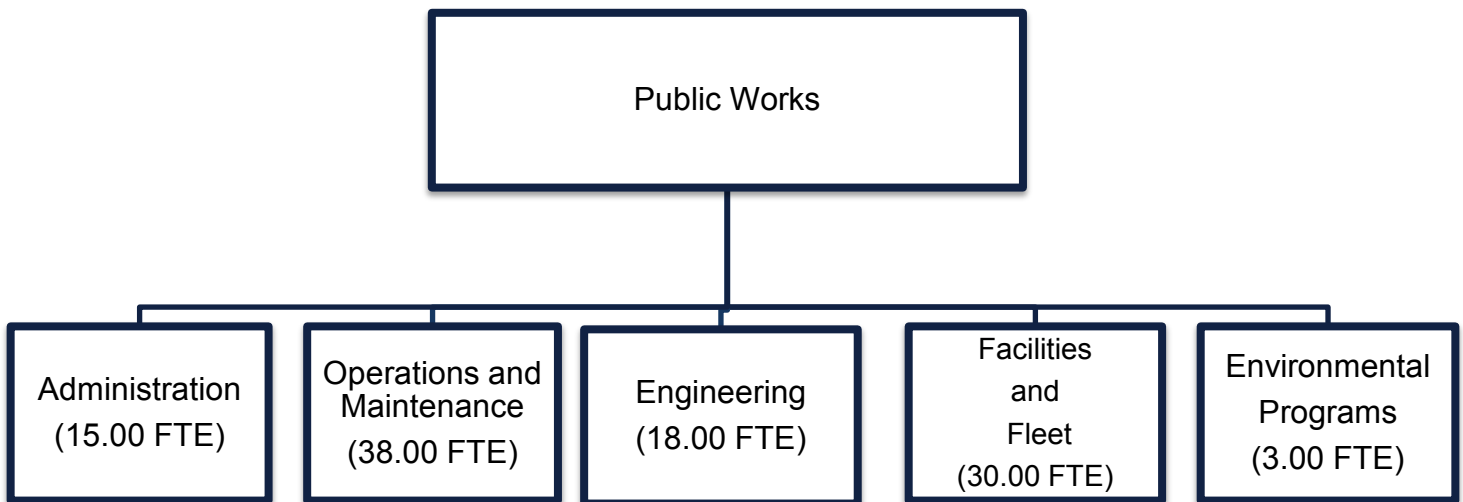 Public Works
Administration
(15.00 FTE)
Operations and
Maintenance
(38.00 FTE)
Engineering
(18.00 FTE)
Facilities
and
Fleet
(30.00 FTE)
Environmental
Programs
(3.00 FTE)